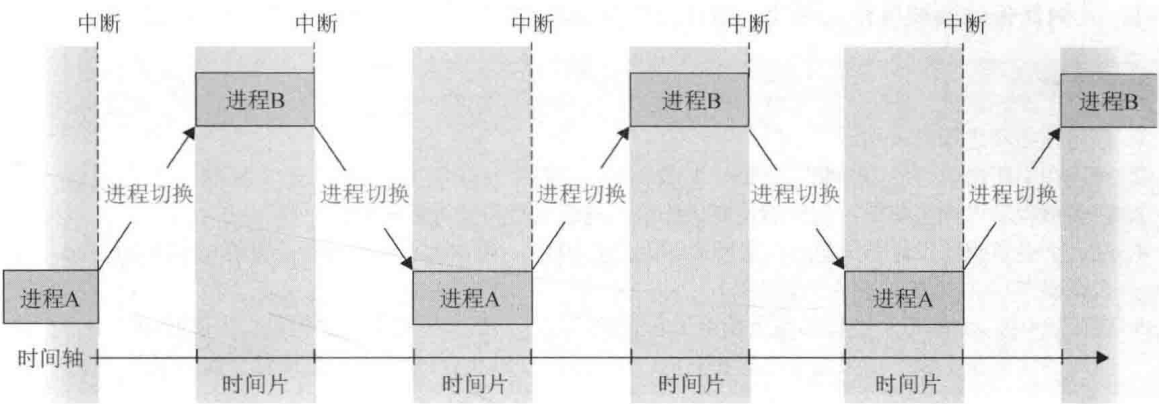 中断 中断 中断 中断 中断
进程B 进程B 进程B
进程切换 进程切换 进程切换 进程切换 进程切换
进程A 进程A 进程A
时间轴
时间片 时间片 时间片 时间片